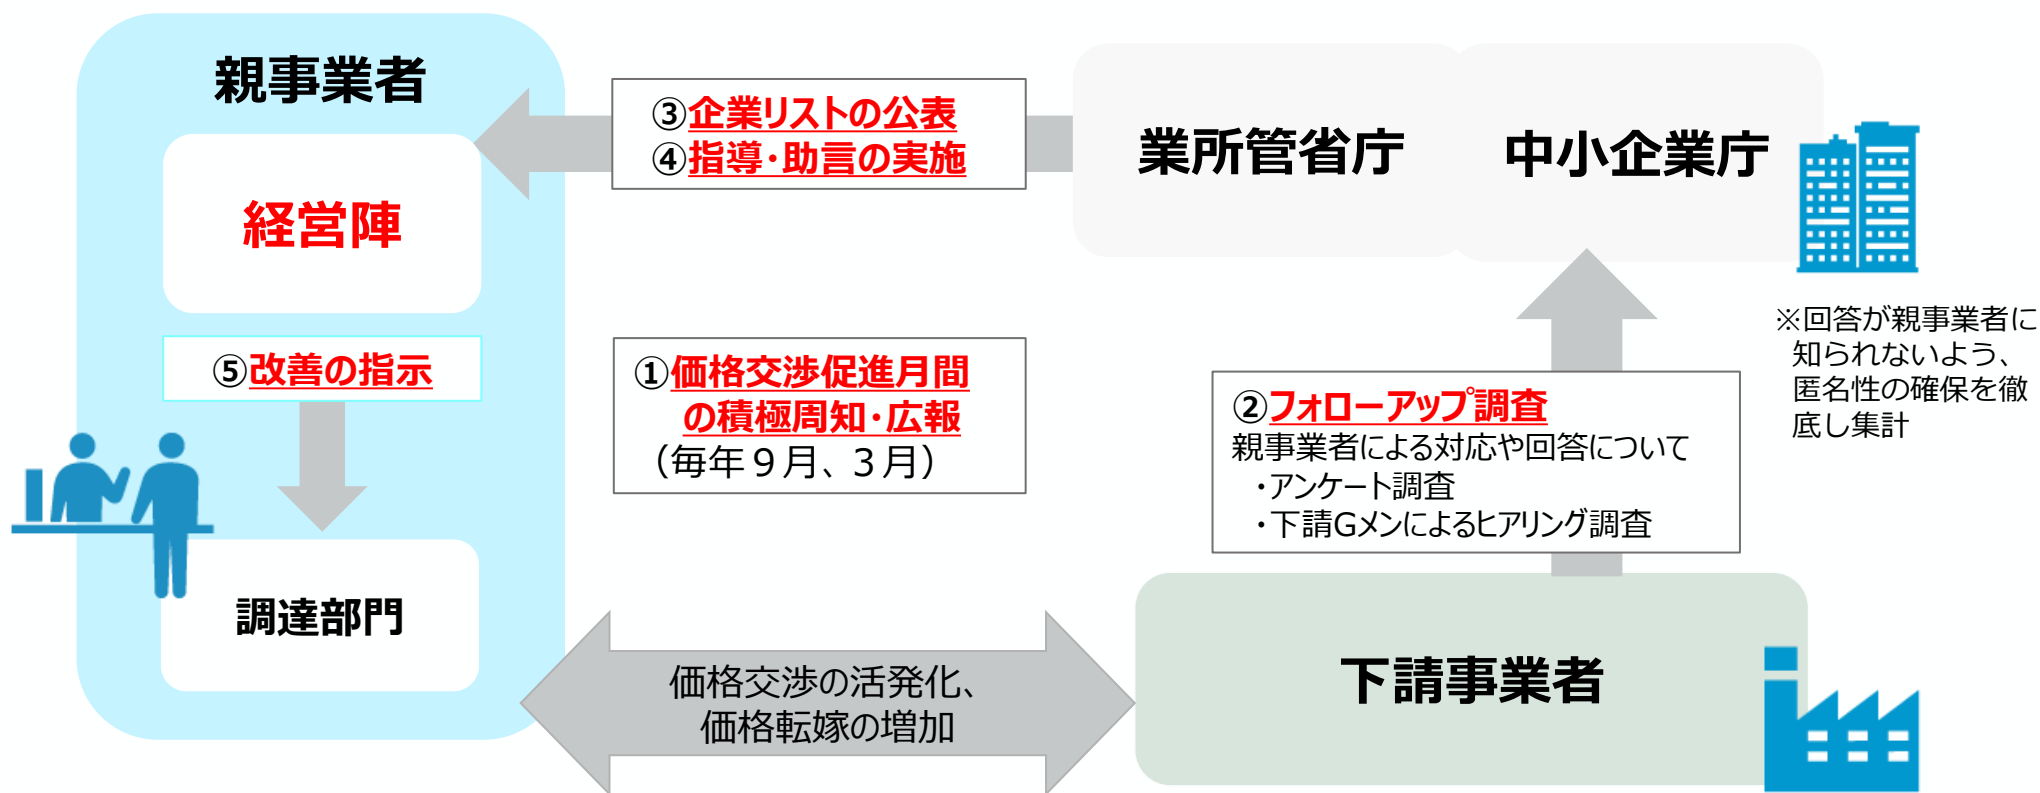 親事業者
経営陣
⑤改善の指示
調達部門
③企業リストの公表
④指導・助言の実施
業所管省庁
中小企業庁
※回答が親事業者に
知られないよう、
匿名性の確保を徹
底し集計
①価格交渉促進月間
の積極周知・広報
（毎年９月、３月）
②フォローアップ調査
親事業者による対応や回答について
・アンケート調査
・下請Gメンによるヒアリング調査
価格交渉の活発化、
価格転嫁の増加
下請事業者